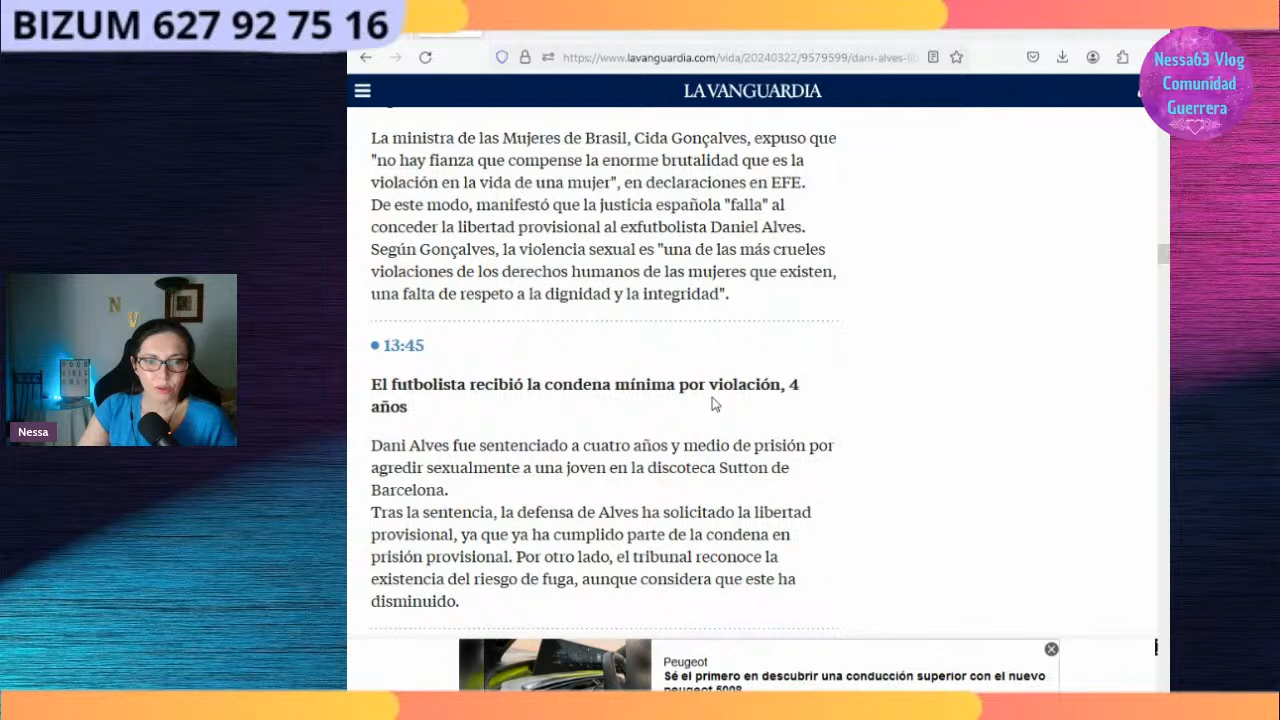 BIZUM 627 92 75 16
https://www.lavanguardia.com/vida/20240322/9579599/dani-alves-li
Nessa63 Vlog
Comunidad
Guerrera
LA VANGUARDIA
La ministra de las Mujeres de Brasil, Cida Gonçalves, expuso que
"no hay fianza que compense la enorme brutalidad que es la
violación en la vida de una mujer", en declaraciones en EFE.
De este modo, manifestó que la justicia española "falla" al
conceder la libertad provisional al exfutbolista Daniel Alves.
Según Gonçalves, la violencia sexual es "una de las más crueles
violaciones de los derechos humanos de las mujeres que existen,
una falta de respeto a la dignidad y la integridad".
13:45
El futbolista recibió la condena mínima por violación, 4
años
Dani Alves fue sentenciado a cuatro años y medio de prisión por
agredir sexualmente a una joven en la discoteca Sutton de
Barcelona.
Tras la sentencia, la defensa de Alves ha solicitado la libertad
provisional, ya que ya ha cumplido parte de la condena en
prisión provisional. Por otro lado, el tribunal reconoce la
existencia del riesgo de fuga, aunque considera que este ha
disminuido.
N
V
Nessa
Peugeot
Sé el primero en descubrir una conducción superior con el nuevo
peugeot 5008